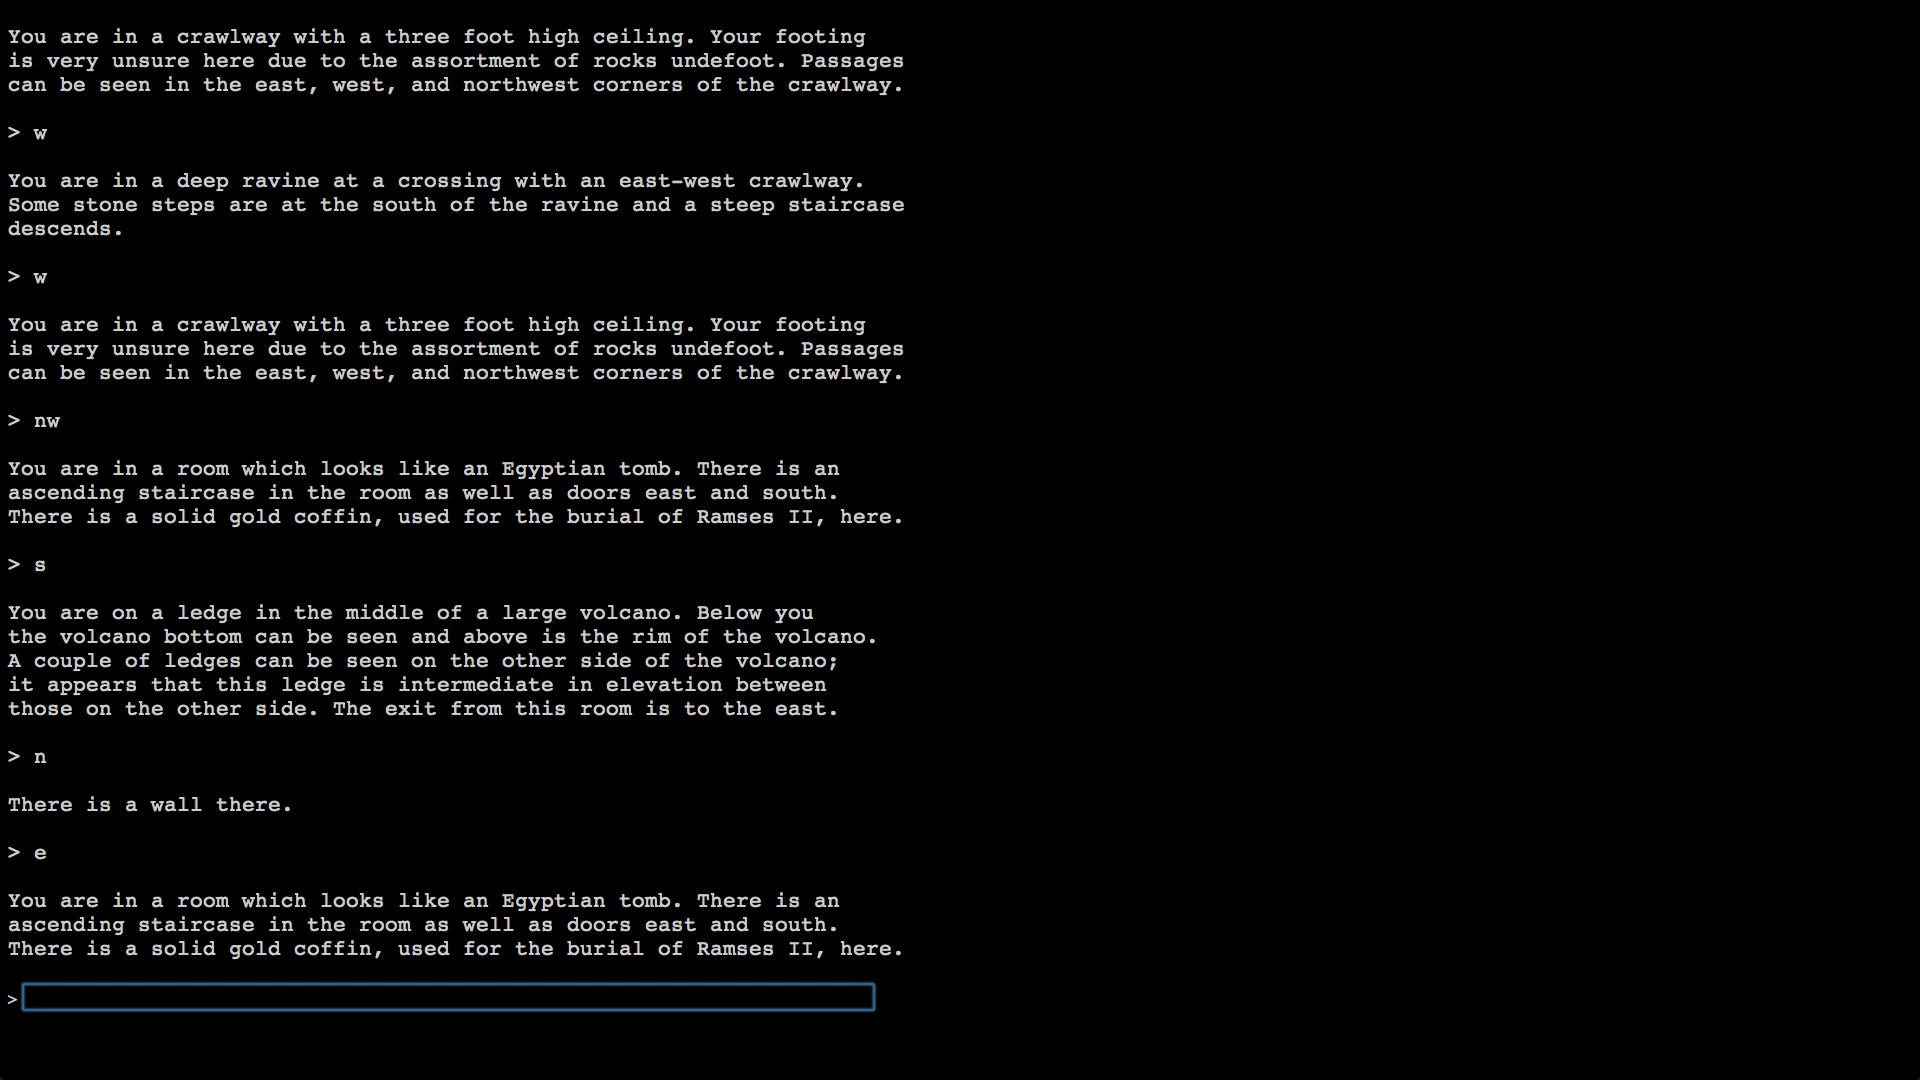 You are in a crawlway with a three foot high ceiling. Your footing
is very unsure here due to the assortment of rocks undefoot. Passages
can be seen in the east, west, and northwest corners of the crawlway.
> w
You are in a deep ravine at a crossing with an east-west crawlway.
Some stone steps are at the south of the ravine and a steep staircase
descends.
> w
You are in a crawlway with a three foot high ceiling. Your footing
is very unsure here due to the assortment of rocks undefoot. Passages
can be seen in the east, west, and northwest corners of the crawlway.
> nw
You are in a room which looks like an Egyptian tomb. There is an
ascending staircase in the room as well as doors east and south.
There is a solid gold coffin, used for the burial of Ramses II, here.
> s
You are on a ledge in the middle of a large volcano. Below you
the volcano bottom can be seen and above is the rim of the volcano.
A couple of ledges can be seen on the other side of the volcano;
it appears that this ledge is intermediate in elevation between
those on the other side. The exit from this room is to the east.
> n
There is a wall there.
> e
You are in a room which looks like an Egyptian tomb. There is an
ascending staircase in the room as well as doors east and south.
There is a solid gold coffin, used for the burial of Ramses II, here.
>